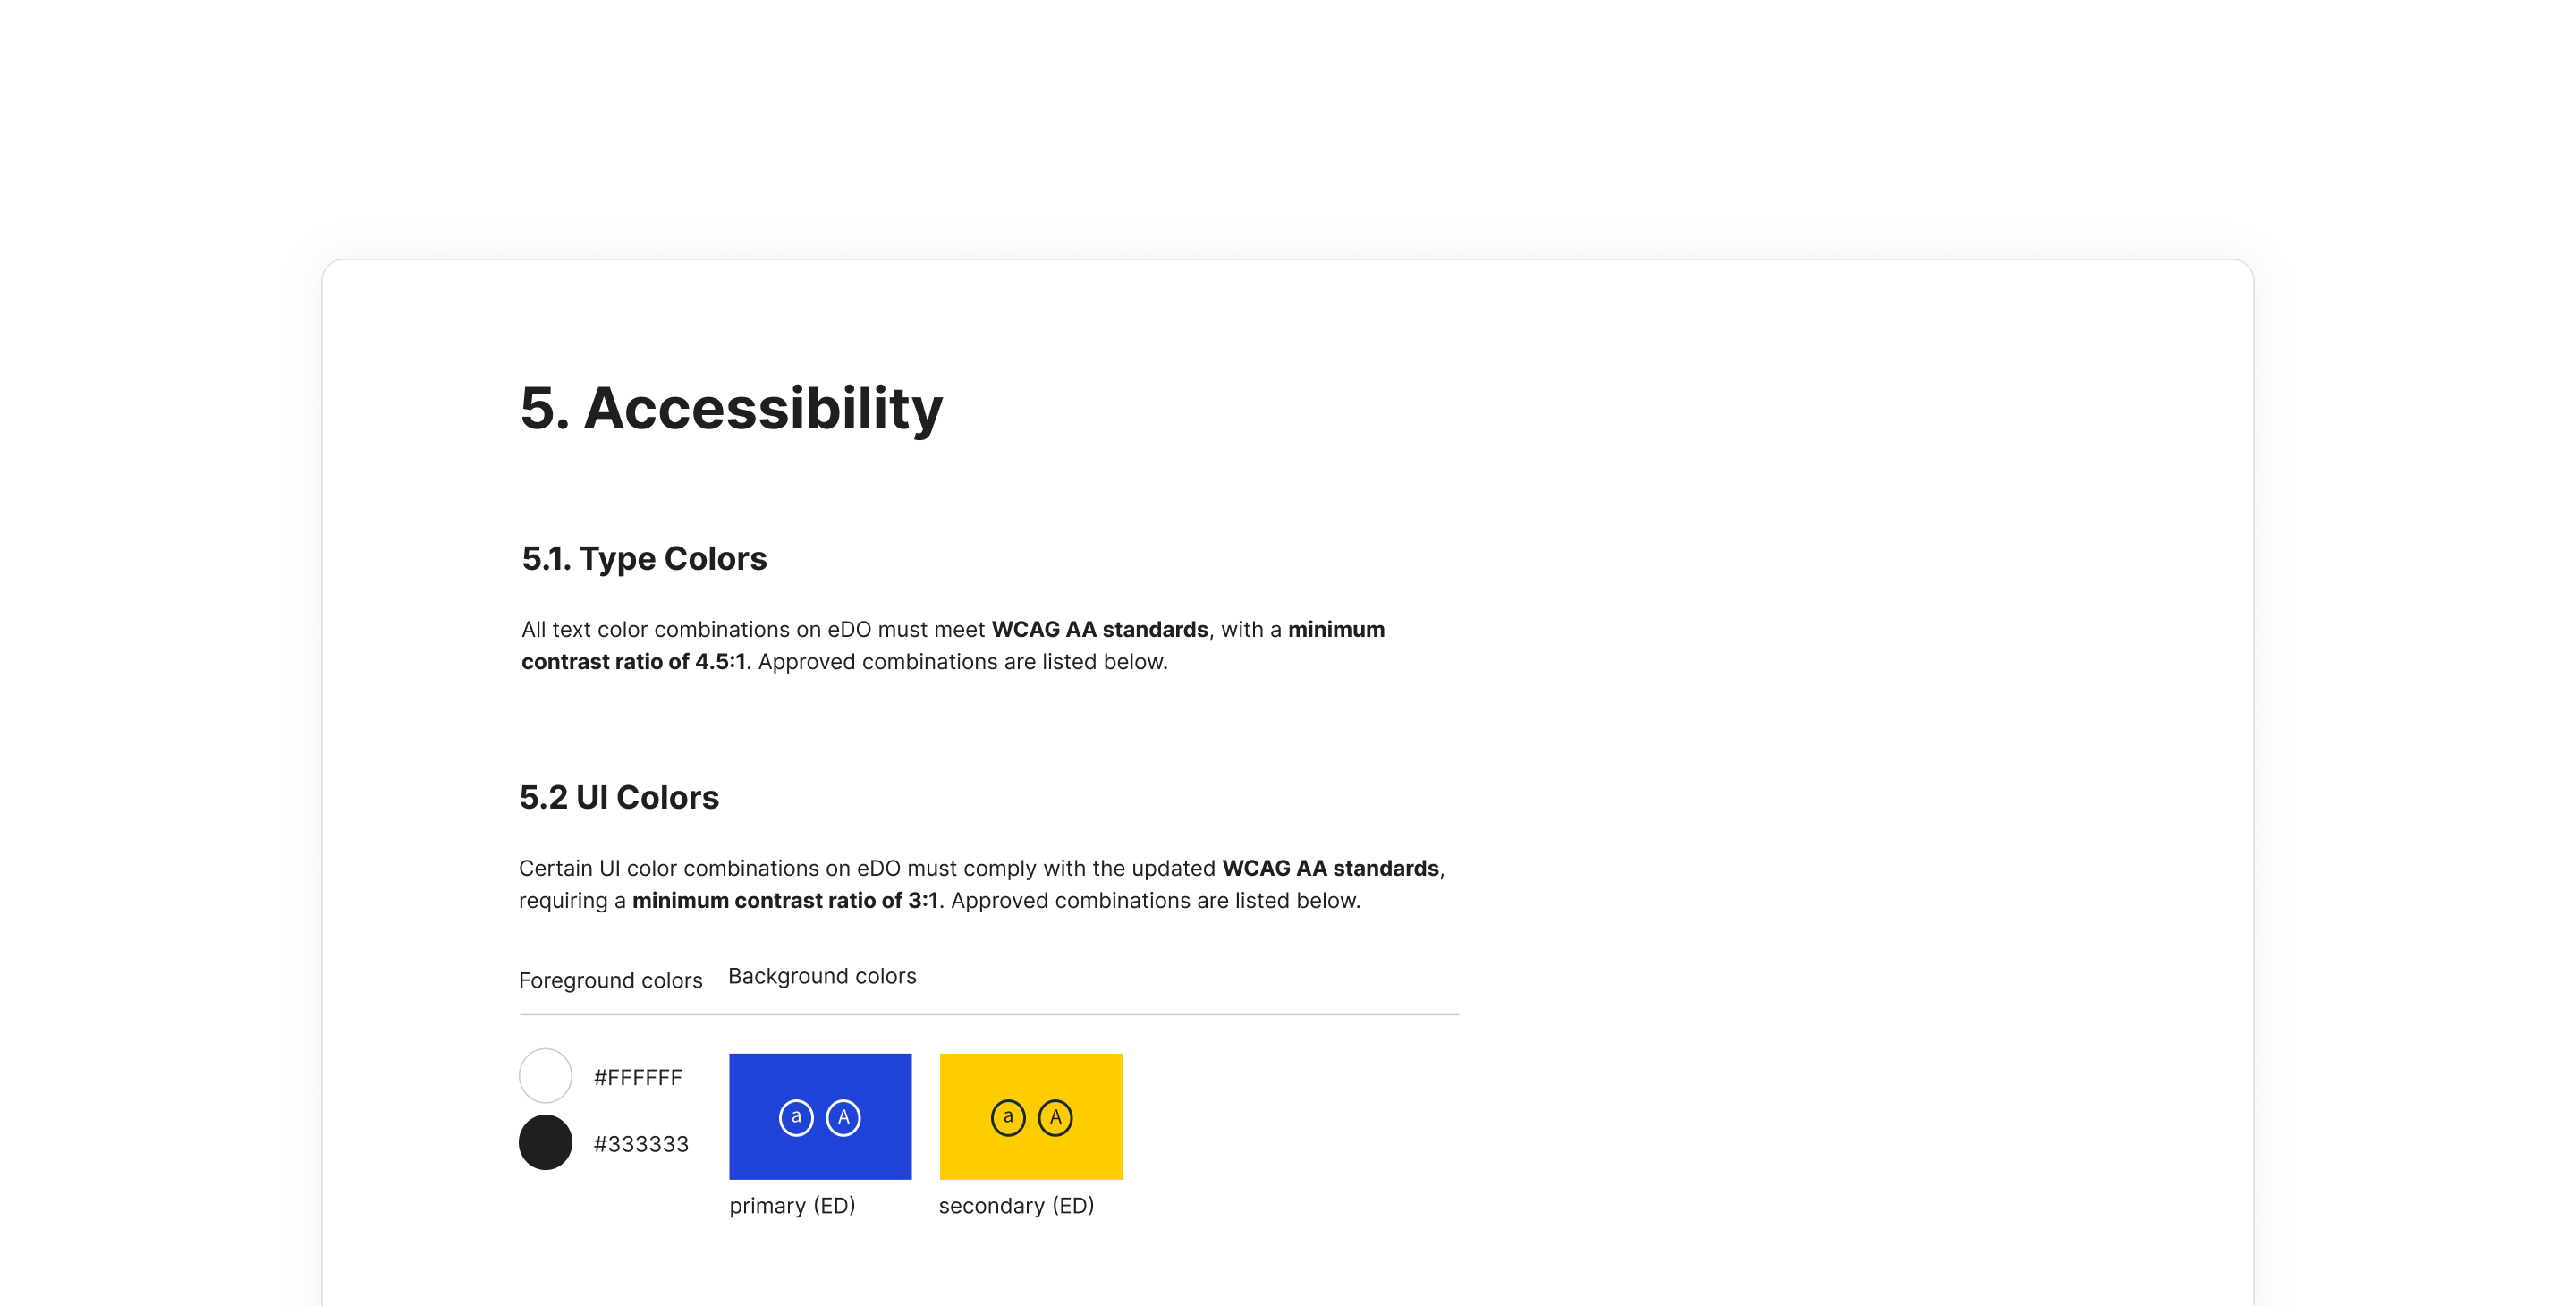 5. Accessibility
5.1. Type Colors
All text color combinations on eDO must meet WCAG AA standards, with a minimum
contrast ratio of 4.5:1. Approved combinations are listed below.
5.2 UI Colors
Certain UI color combinations on eDO must comply with the updated WCAG AA standards,
requiring a minimum contrast ratio of 3:1. Approved combinations are listed below.
Foreground colors Background colors
#FFFFFF
#333333
a A
a A
primary (ED)
secondary (ED)